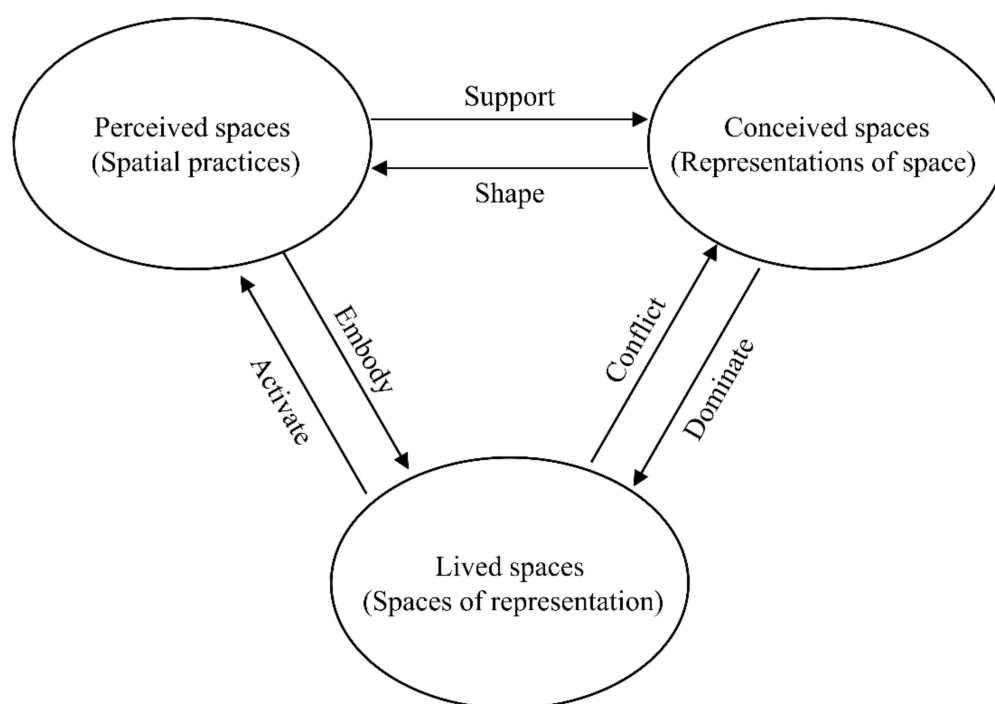 Perceived spaces
(Spatial practices)
Support
Shape
Conceived spaces
(Representations of space)
Embody
Activate
Conflict
Dominate
Lived spaces
(Spaces of representation)